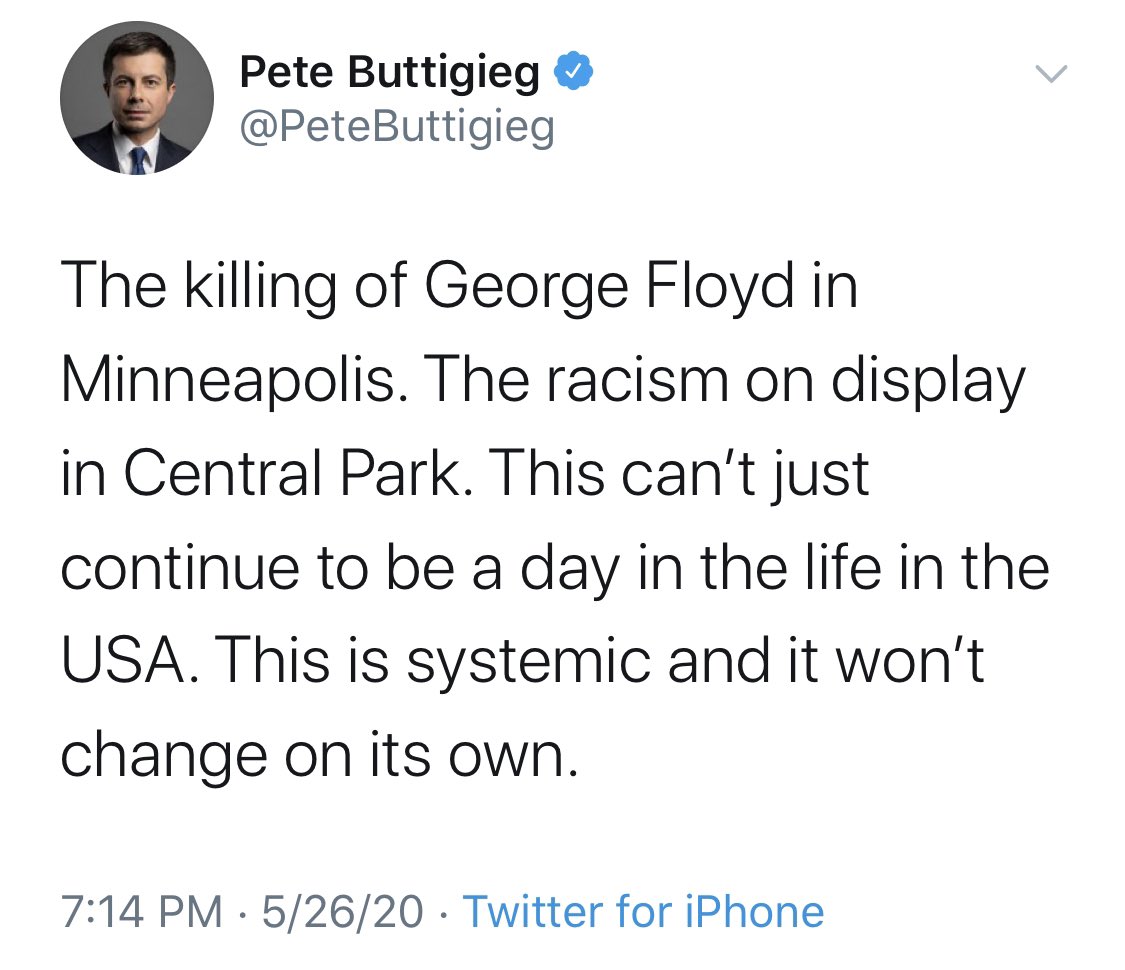 Pete Buttigieg
@PeteButtigieg
The killing of George Floyd in
Minneapolis. The racism on display
in Central Park. This can’t just
continue to be a day in the life in the
USA. This is systemic and it won’t
change on its own.
7:14 PM · 5/26/20 · Twitter for iPhone